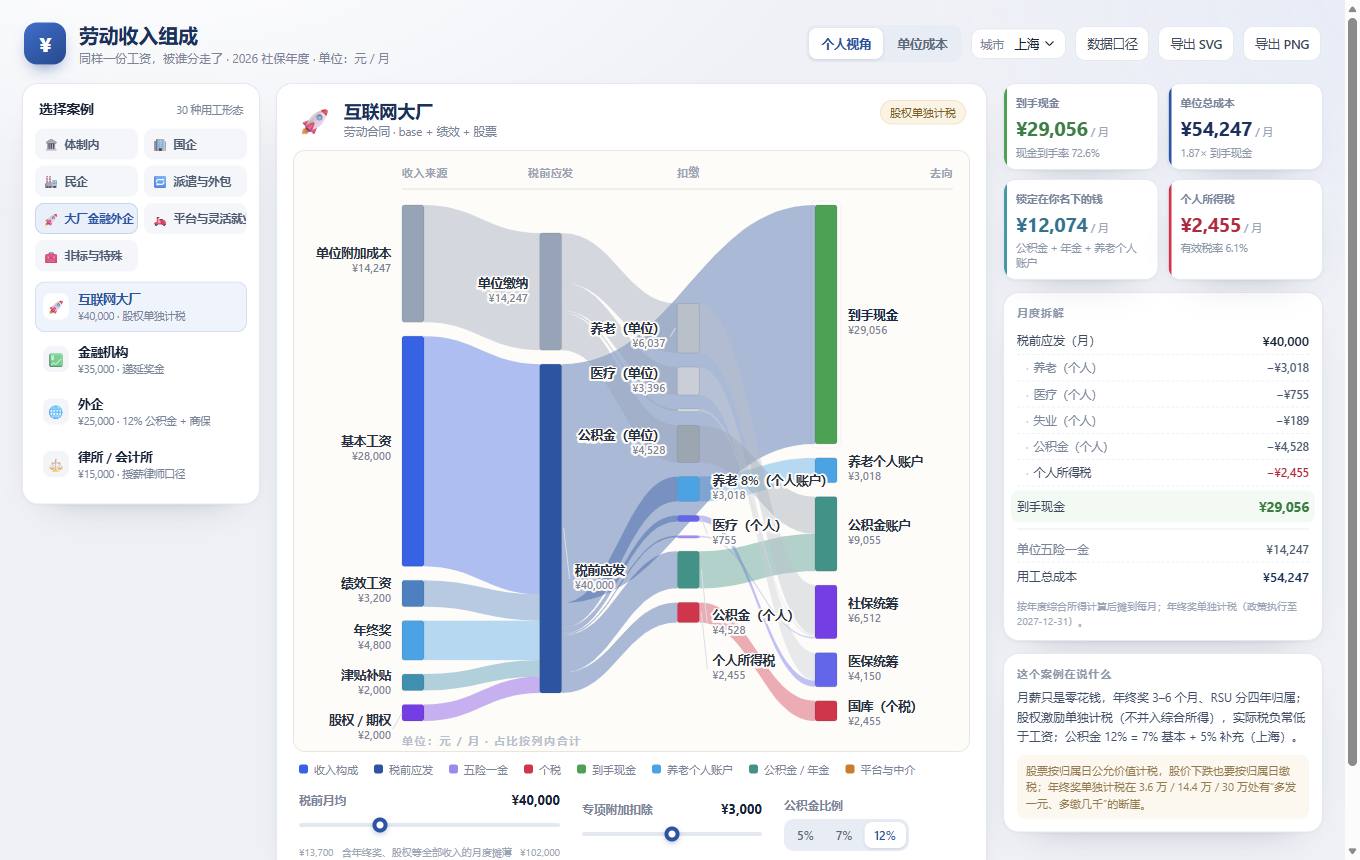 ¥
劳动收入组成
同样一份工资，被谁分走了 · 2026 社保年度 · 单位：元 / 月
个人视角
单位成本
城市 上海
数据口径
导出 SVG
导出 PNG
选择案例
30 种用工形态
体制内
国企
民企
派遣与外包
大厂金融外企
平台与灵活就业
非标与特殊
互联网大厂
¥40,000 · 股权单独计税
金融机构
¥35,000 · 递延奖金
外企
¥25,000 · 12% 公积金 + 商保
律所 / 会计所
¥15,000 · 授薪律师口径
互联网大厂
劳动合同 · base + 绩效 + 股票
股权单独计税
收入来源
税前应发
扣缴
去向
单位附加成本
¥14,247
基本工资
¥28,000
绩效工资
¥3,200
年终奖
¥4,800
津贴补贴
¥2,000
股权 / 期权
¥2,000
单位缴纳
¥14,247
税前应发
¥40,000
养老（单位）
¥6,037
医疗（单位）
¥3,396
公积金（单位）
¥4,528
养老 8%（个人账户）
¥3,018
医疗（个人）
¥755
公积金（个人）
¥4,528
个人所得税
¥2,455
到手现金
¥29,056
养老个人账户
¥3,018
公积金账户
¥9,055
社保统筹
¥6,512
医保统筹
¥4,150
国库（个税）
¥2,455
单位：元 / 月 · 占比按列内合计
收入构成
税前应发
五险一金
个税
到手现金
养老个人账户
公积金 / 年金
平台与中介
税前月均
¥40,000
¥13,700
含年终奖、股权等全部收入的月度摊薄
¥102,000
专项附加扣除
¥3,000
公积金比例
5%
7%
12%
到手现金
¥29,056 / 月
现金到手率 72.6%
单位总成本
¥54,247 / 月
1.87× 到手现金
锁定在你名下的钱
¥12,074 / 月
公积金 + 年金 + 养老个人
账户
个人所得税
¥2,455 / 月
有效税率 6.1%
月度拆解
税前应发（月） ¥40,000
· 养老（个人） −¥3,018
· 医疗（个人） −¥755
· 失业（个人） −¥189
· 公积金（个人） −¥4,528
· 个人所得税 −¥2,455
到手现金 ¥29,056
单位五险一金 ¥14,247
用工总成本 ¥54,247
按年度综合所得计算后摊到每月；年终奖单独计税（政策执行至
2027-12-31）。
这个案例在说什么
月薪只是零花钱，年终奖 3–6 个月、RSU 分四年归属；
股权激励单独计税（不并入综合所得），实际税负常低
于工资；公积金 12% = 7% 基本 + 5% 补充（上海）。
股票按归属日公允价值计税，股价下跌也要按归属日缴
税；年终奖单独计税在 3.6 万 / 14.4 万 / 30 万处有“多发
一元、多缴几千”的断崖。